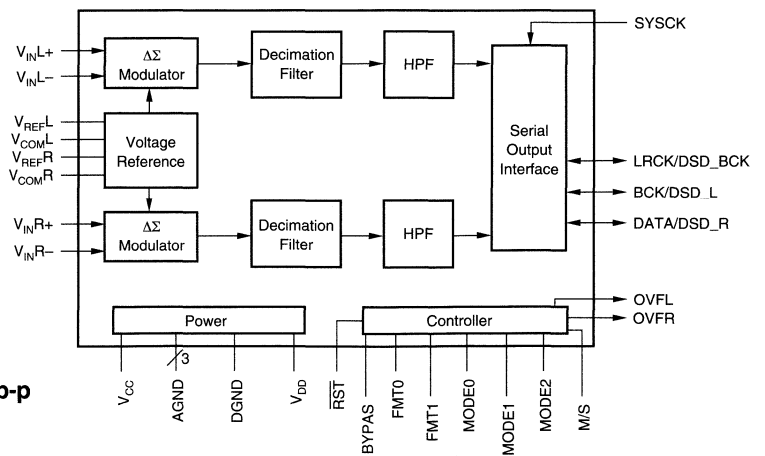 SYSCK
V_IN L+
V_IN L–
ΔΣ
Modulator
Decimation
Filter
HPF
V_REF L
V_COM L
V_REF R
V_COM R
Voltage
Reference
Serial
Output
Interface
LRCK/DSD_BCK
BCK/DSD_L
DATA/DSD_R
V_IN R+
V_IN R–
ΔΣ
Modulator
Decimation
Filter
HPF
OVFL
OVFR
Power
Controller
3
V_CC
AGND
DGND
V_DD
RST
BYPAS
FMT0
FMT1
MODE0
MODE1
MODE2
M/S
p-p